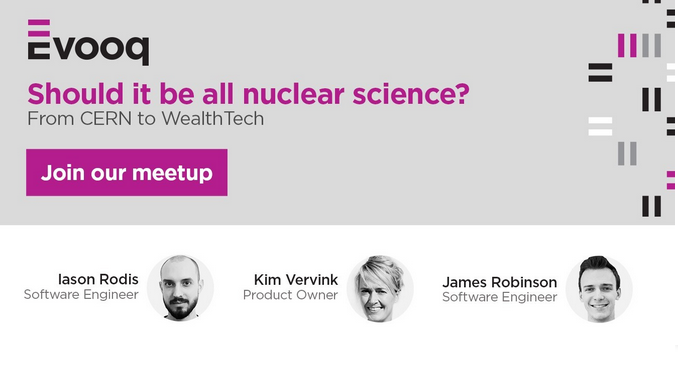 Evooq
Should it be all nuclear science?
From CERN to WealthTech
Join our meetup
Iason Rodis
Software Engineer
Kim Vervink
Product Owner
James Robinson
Software Engineer